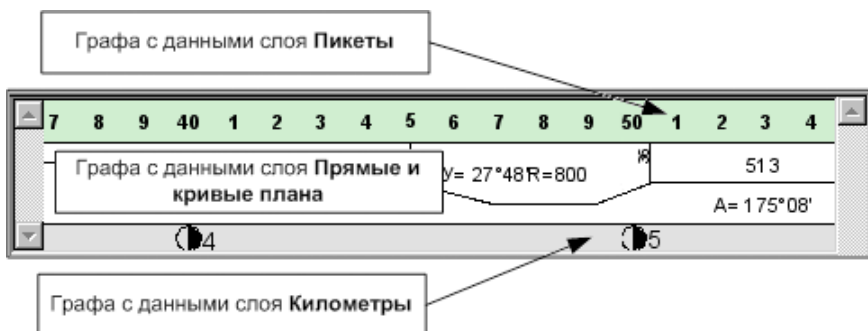 Графа с данными слоя Пикеты
7 8 9 40 1 2 3 4 5 6 7 8 9 50 1 2 3 4
Графа с данными слоя Прямые и
кривые плана
У= 27°48'R=800
513
А= 175°08'
4 5
Графа с данными слоя Километры